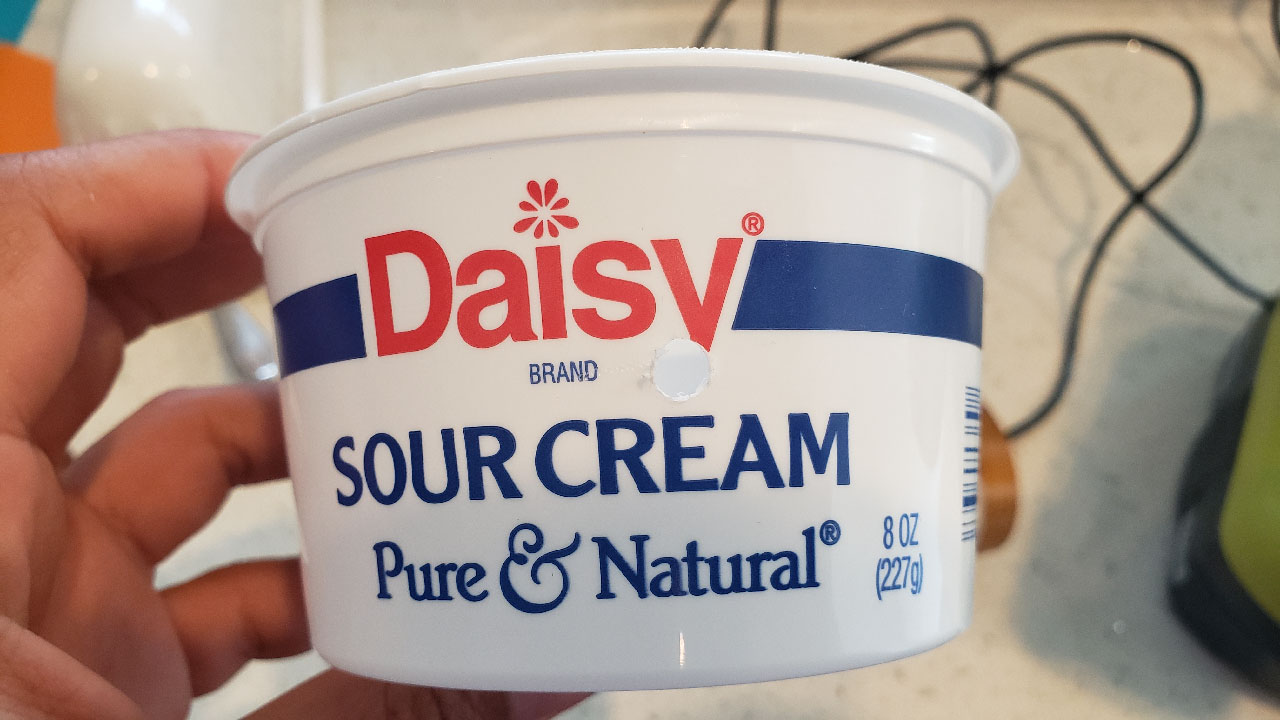 Daisy®
BRAND
SOUR CREAM
Pure & Natural®
8 OZ
(227g)